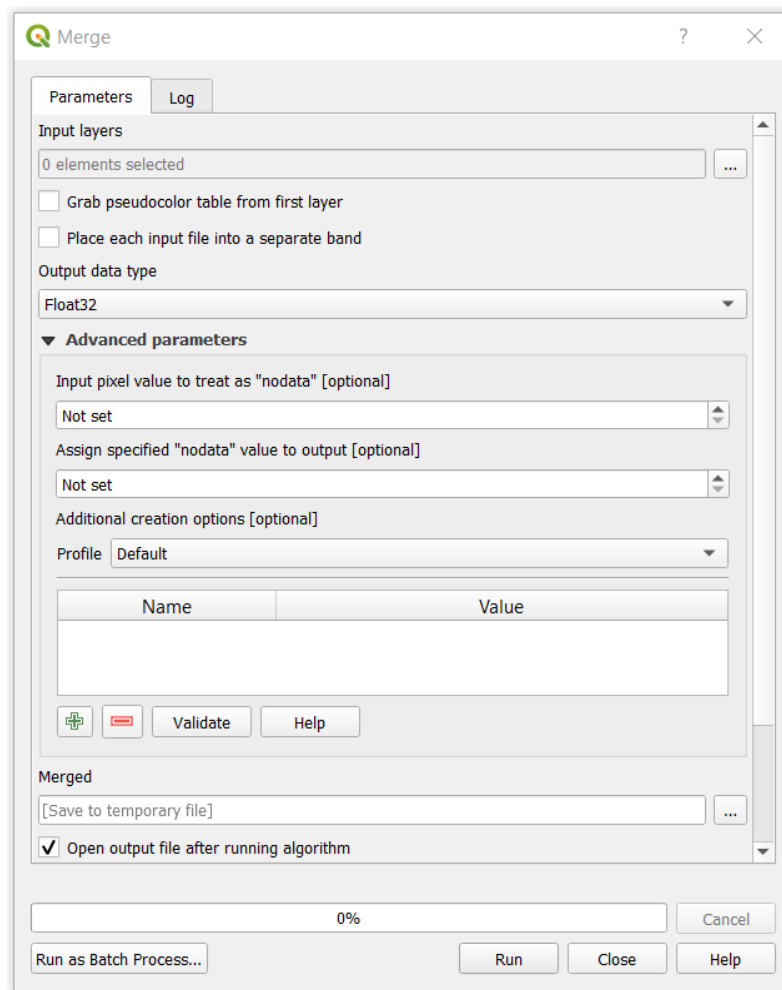 Merge
?
Parameters
Log
Input layers
0 elements selected
...
Grab pseudocolor table from first layer
Place each input file into a separate band
Output data type
Float32
Advanced parameters
Input pixel value to treat as "nodata" [optional]
Not set
Assign specified "nodata" value to output [optional]
Not set
Additional creation options [optional]
Profile Default
Name Value
Validate Help
Merged
[Save to temporary file]
...
Open output file after running algorithm
0%
Cancel
Run as Batch Process... Run Close Help